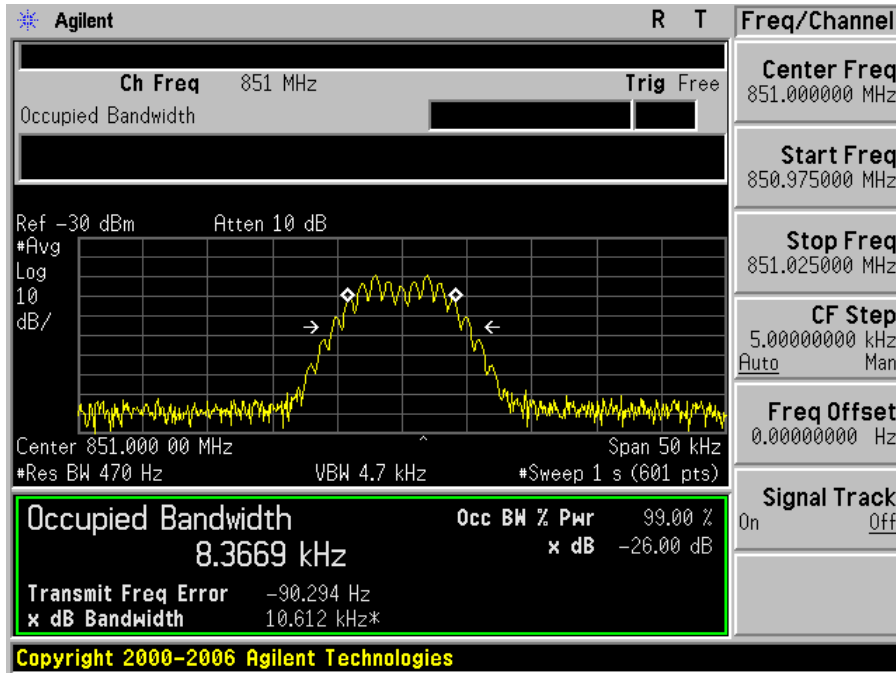 Agilent R T
Freq/Channel
Ch Freq 851 MHz Trig Free
Occupied Bandwidth
Center Freq
851.000000 MHz
Start Freq
850.975000 MHz
Stop Freq
851.025000 MHz
CF Step
5.00000000 kHz
Auto Man
Freq Offset
0.00000000 Hz
Signal Track
On Off
Ref -30 dBm Atten 10 dB
#Avg
Log
10
dB/
Center 851.000 00 MHz Span 50 kHz
#Res BW 470 Hz VBW 4.7 kHz #Sweep 1 s (601 pts)
Occupied Bandwidth Occ BW % Pwr 99.00 %
8.3669 kHz x dB -26.00 dB
Transmit Freq Error -90.294 Hz
x dB Bandwidth 10.612 kHz*
Copyright 2000-2006 Agilent Technologies